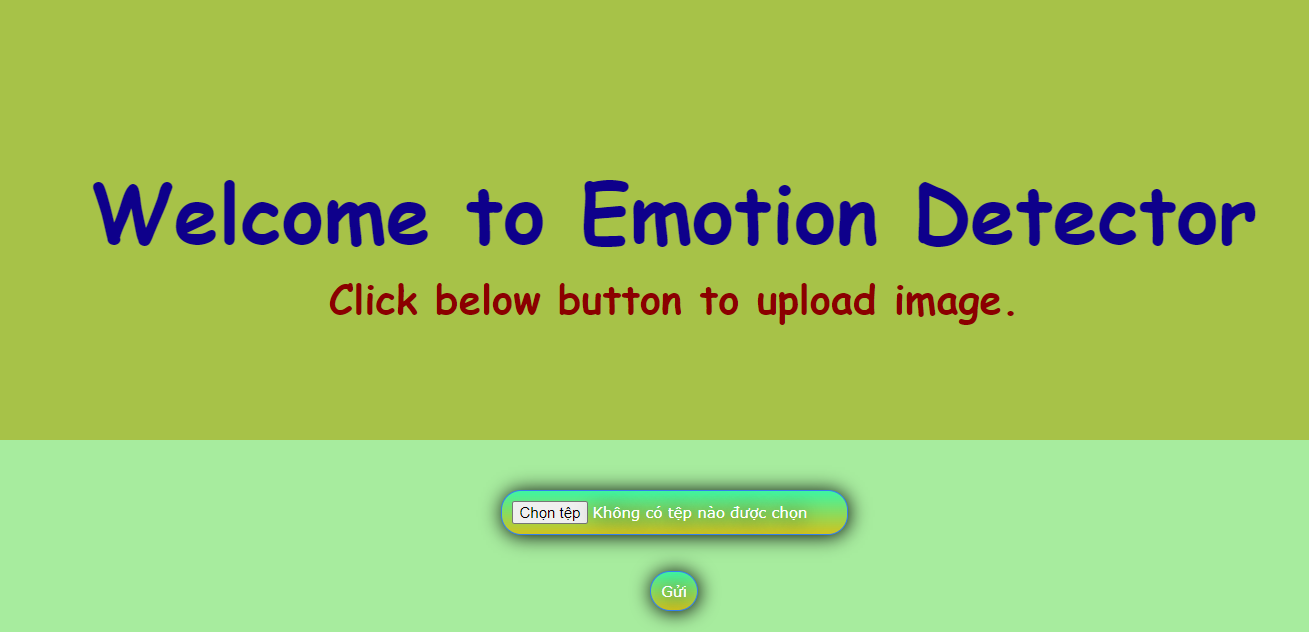 Welcome to Emotion Detector
Click below button to upload image.
Chọn tệp Không có tệp nào được chọn
Gửi